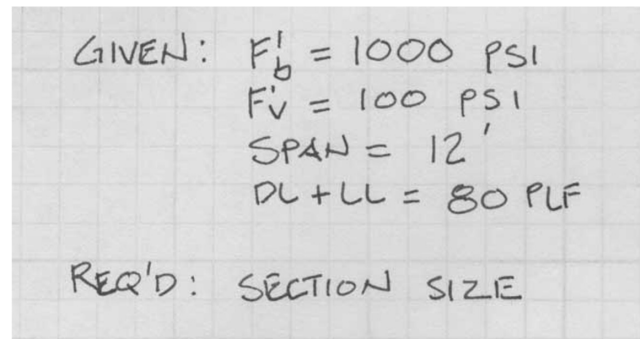 GIVEN: F'b = 1000 PSI
F'v = 100 PSI
SPAN = 12'
DL + LL = 80 PLF
REQ'D: SECTION SIZE